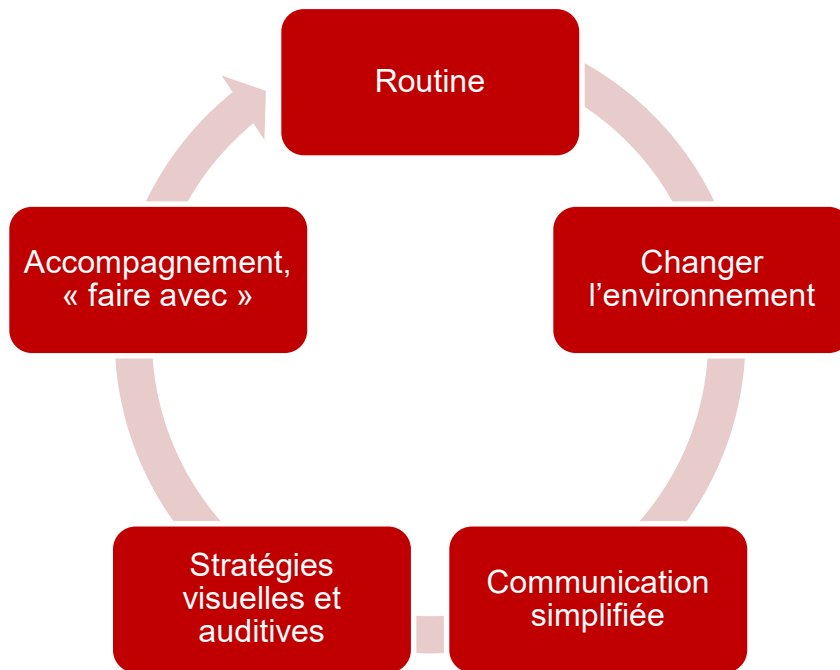 Routine
Changer
l’environnement
Communication
simplifiée
Stratégies
visuelles et
auditives
Accompagnement,
« faire avec »